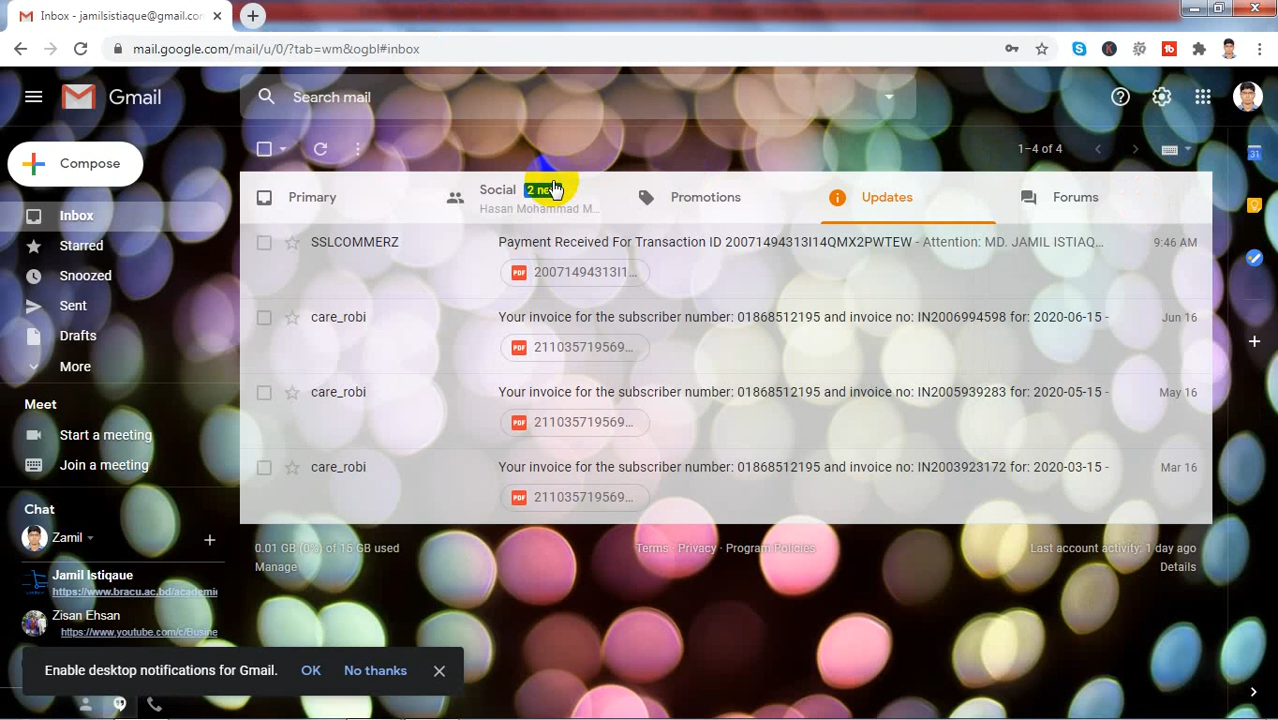 Inbox - jamilsistiaque@gmail.com
mail.google.com/mail/u/0/?tab=wm&ogbl#inbox
Gmail
Search mail
Compose
1–4 of 4
Primary
Social 2 new
Hasan Mohammad M...
Promotions
Updates
Forums
Inbox
Starred
Snoozed
Sent
Drafts
More
SSLCOMMERZ Payment Received For Transaction ID 20071494313I14QMX2PWTEW - Attention: MD. JAMIL ISTIAQ... 9:46 AM
PDF 20071494313I1...
care_robi Your invoice for the subscriber number: 01868512195 and invoice no: IN2006994598 for: 2020-06-15 - Jun 16
PDF 211035719569...
care_robi Your invoice for the subscriber number: 01868512195 and invoice no: IN2005939283 for: 2020-05-15 - May 16
PDF 211035719569...
care_robi Your invoice for the subscriber number: 01868512195 and invoice no: IN2003923172 for: 2020-03-15 - Mar 16
PDF 211035719569...
Meet
Start a meeting
Join a meeting
Chat
Zamil
Jamil Istiqaue
https://www.bracu.ac.bd/academi
Zisan Ehsan
https://www.youtube.com/c/Busine
0.01 GB (0%) of 15 GB used
Manage
Terms · Privacy · Program Policies
Last account activity: 1 day ago
Details
Enable desktop notifications for Gmail. OK No thanks
31